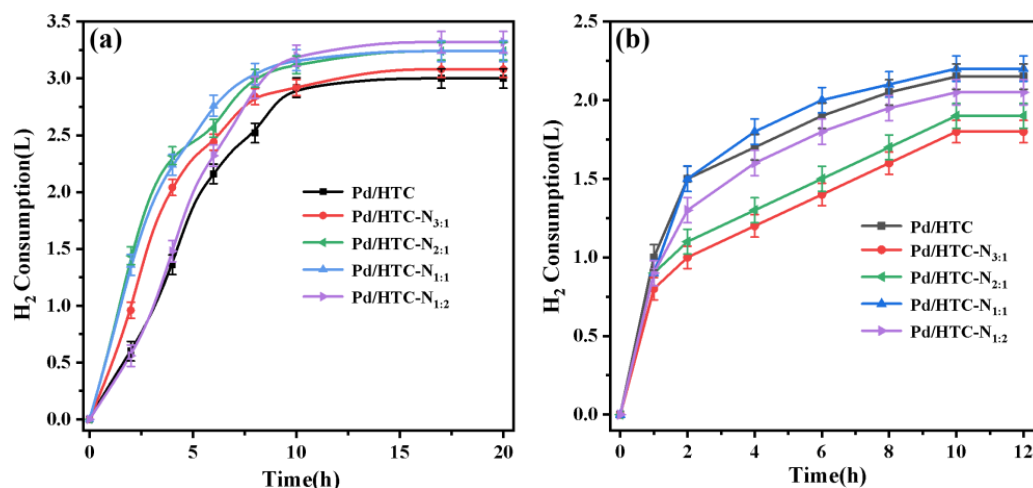 (a)
3.5
3.0
2.5
2.0
1.5
1.0
0.5
0.0
H₂ Consumption(L)
Pd/HTC
Pd/HTC-N₃:₁
Pd/HTC-N₂:₁
Pd/HTC-N₁:₁
Pd/HTC-N₁:₂
0 5 10 15 20
Time(h)
(b)
2.5
2.0
1.5
1.0
0.5
0.0
H₂ Consumption(L)
Pd/HTC
Pd/HTC-N₃:₁
Pd/HTC-N₂:₁
Pd/HTC-N₁:₁
Pd/HTC-N₁:₂
0 2 4 6 8 10 12
Time(h)